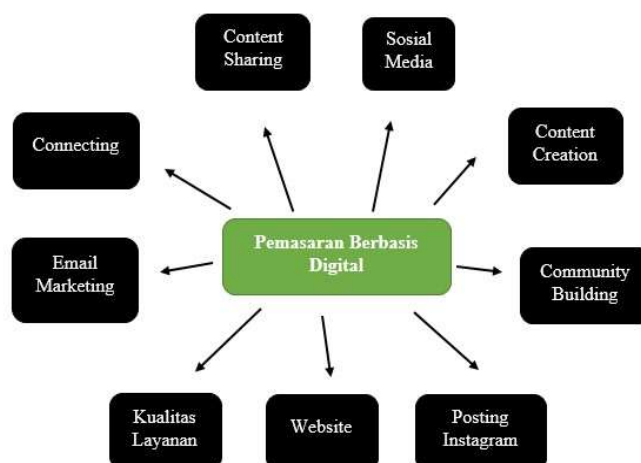 Content
Sharing
Sosial
Media
Connecting
Content
Creation
Pemasaran Berbasis
Digital
Email
Marketing
Community
Building
Kualitas
Layanan
Website
Posting
Instagram